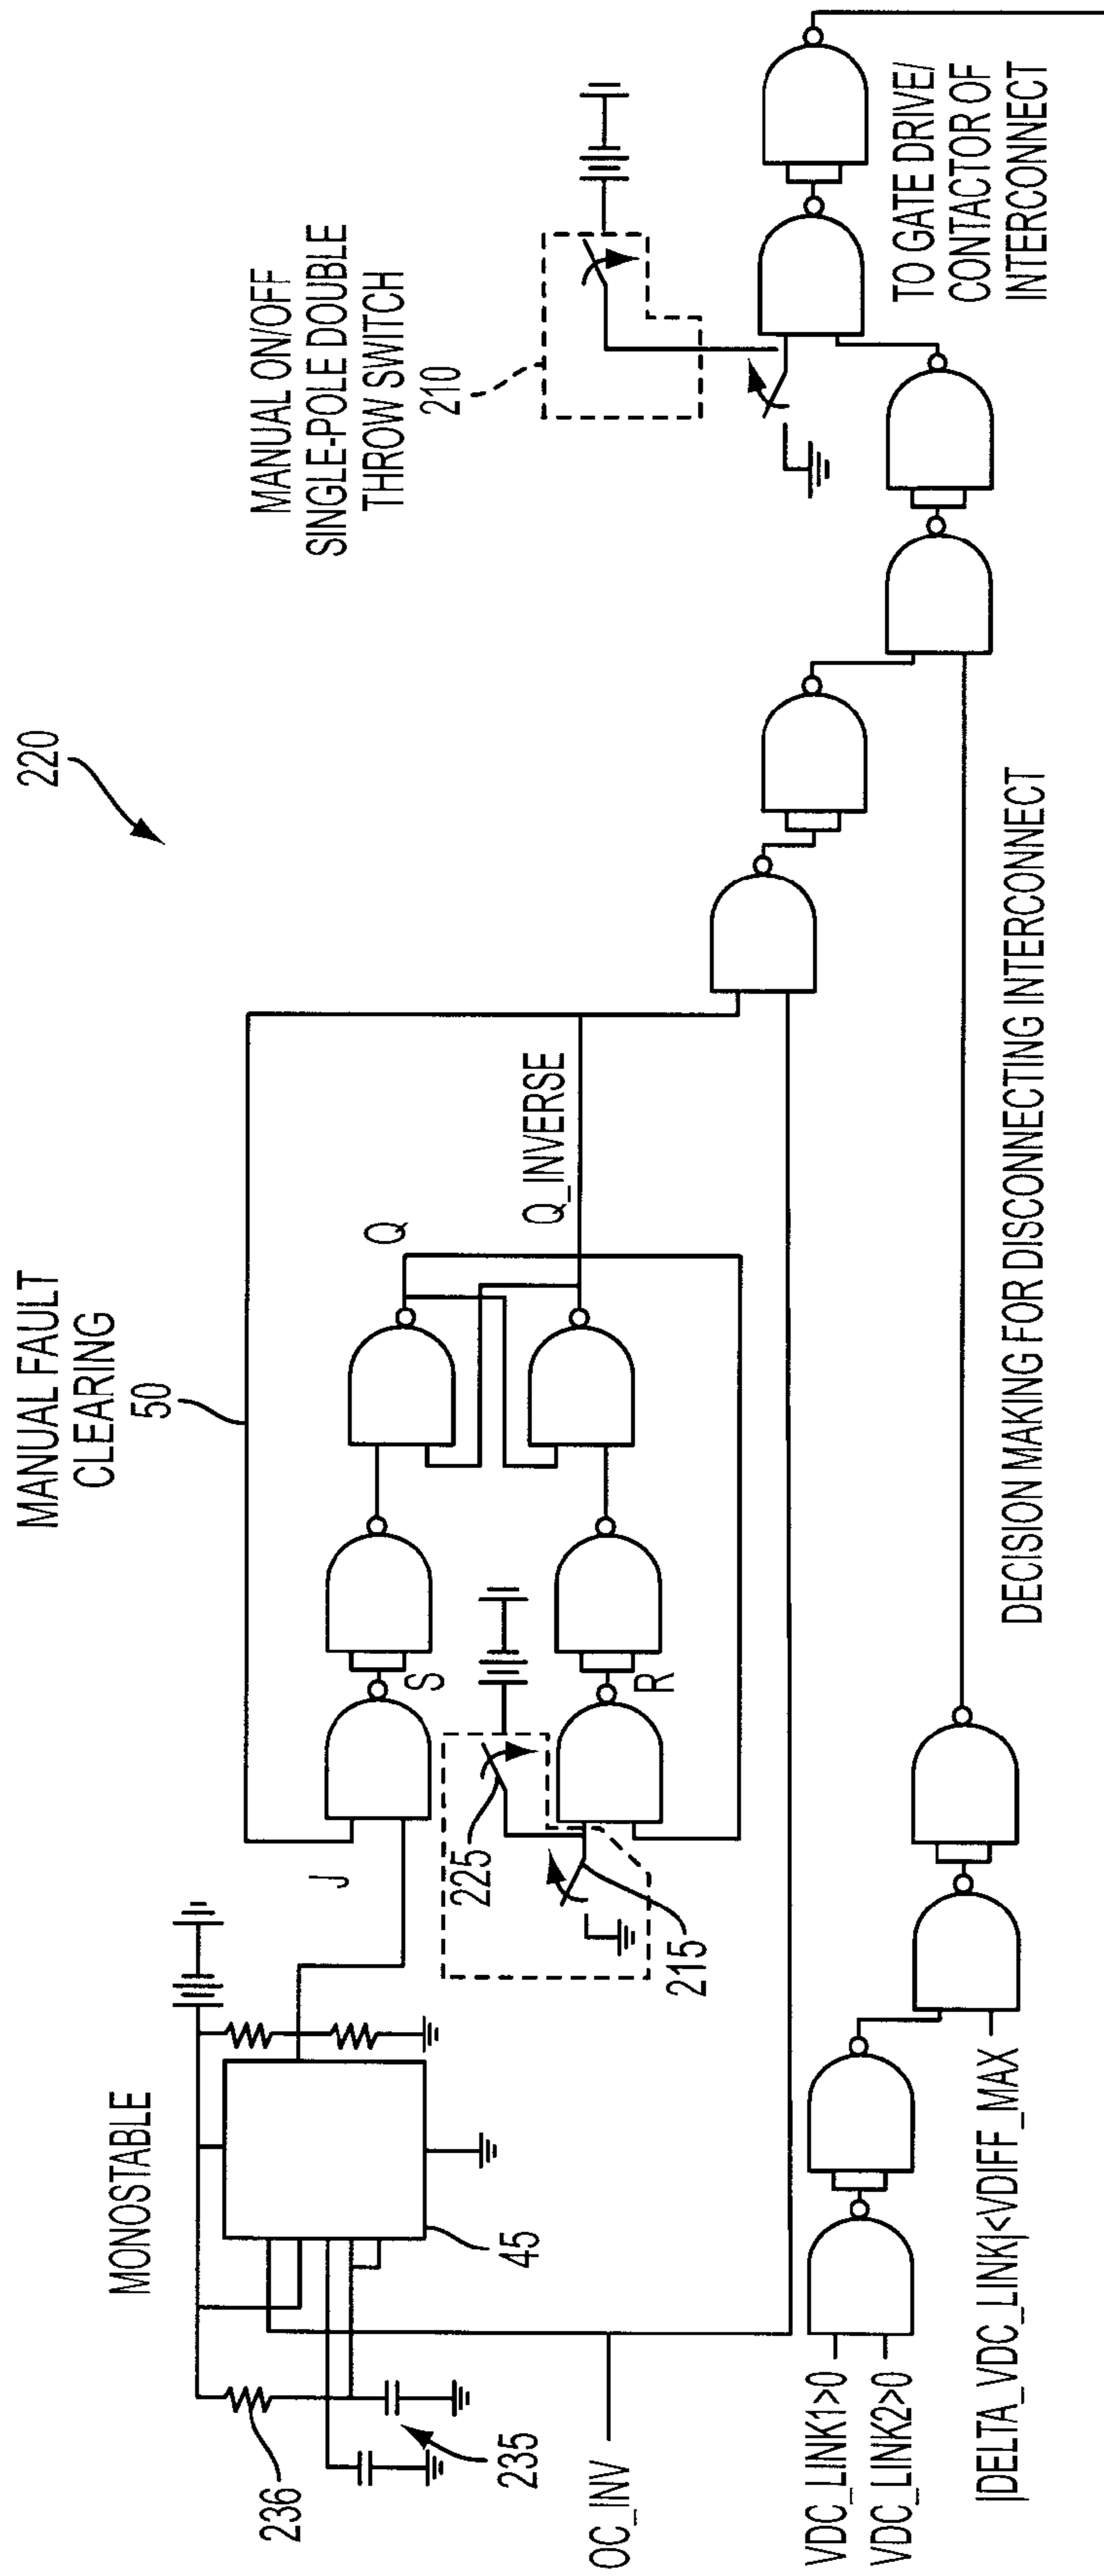 220
MANUAL FAULT
CLEARING
50
MONOSTABLE
45
236
235
OC_INV
J
S
R
Q
Q_INVERSE
225
215
MANUAL ON/OFF
SINGLE-POLE DOUBLE
THROW SWITCH
210
VDC_LINK1>0
VDC_LINK2>0
|DELTA_VDC_LINK|<VDIFF_MAX
DECISION MAKING FOR DISCONNECTING INTERCONNECT
TO GATE DRIVE/
CONTACTOR OF
INTERCONNECT